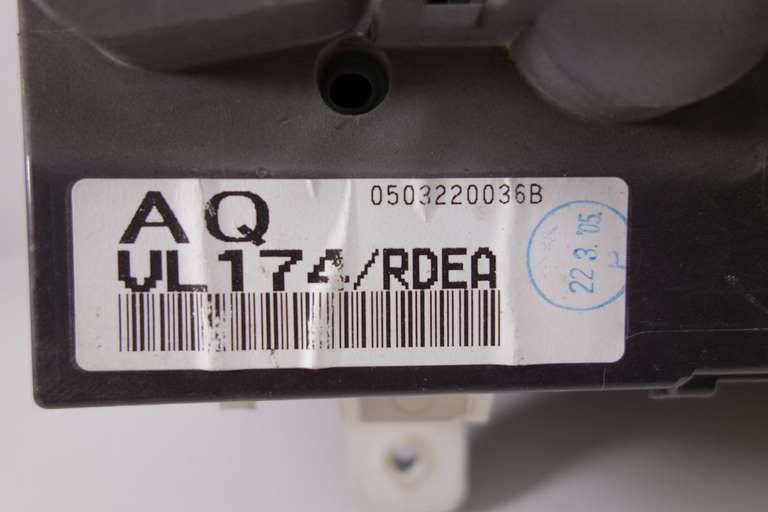 AQ
0503220036B
VL174/RDEA
22 3. '05.